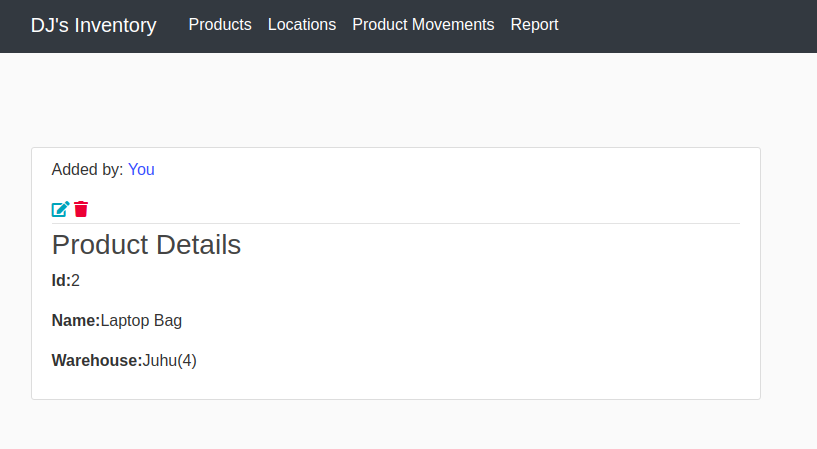 DJ's Inventory Products Locations Product Movements Report
Added by: You
Product Details
Id:2
Name:Laptop Bag
Warehouse:Juhu(4)